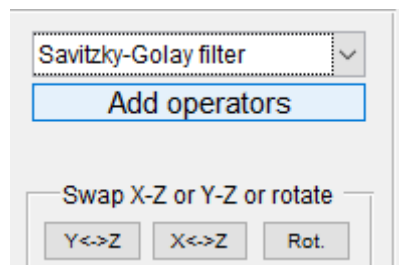 Savitzky-Golay filter
Add operators
Swap X-Z or Y-Z or rotate
Y<->Z X<->Z Rot.